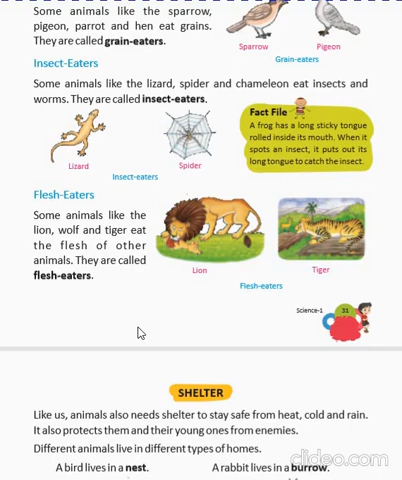 Some animals like the sparrow,
pigeon, parrot and hen eat grains.
They are called grain-eaters.
Sparrow
Pigeon
Grain-eaters
Insect-Eaters
Some animals like the lizard, spider and chameleon eat insects and
worms. They are called insect-eaters.
Lizard
Spider
Insect-eaters
Fact File
A frog has a long sticky tongue
rolled inside its mouth. When it
spots an insect, it puts out its
long tongue to catch the insect.
Flesh-Eaters
Some animals like the
lion, wolf and tiger eat
the flesh of other
animals. They are called
flesh-eaters.
Lion
Tiger
Flesh-eaters
Science-1
31
SHELTER
Like us, animals also needs shelter to stay safe from heat, cold and rain.
It also protects them and their young ones from enemies.
Different animals live in different types of homes.
A bird lives in a nest.
A rabbit lives in a burrow.
clideo.com